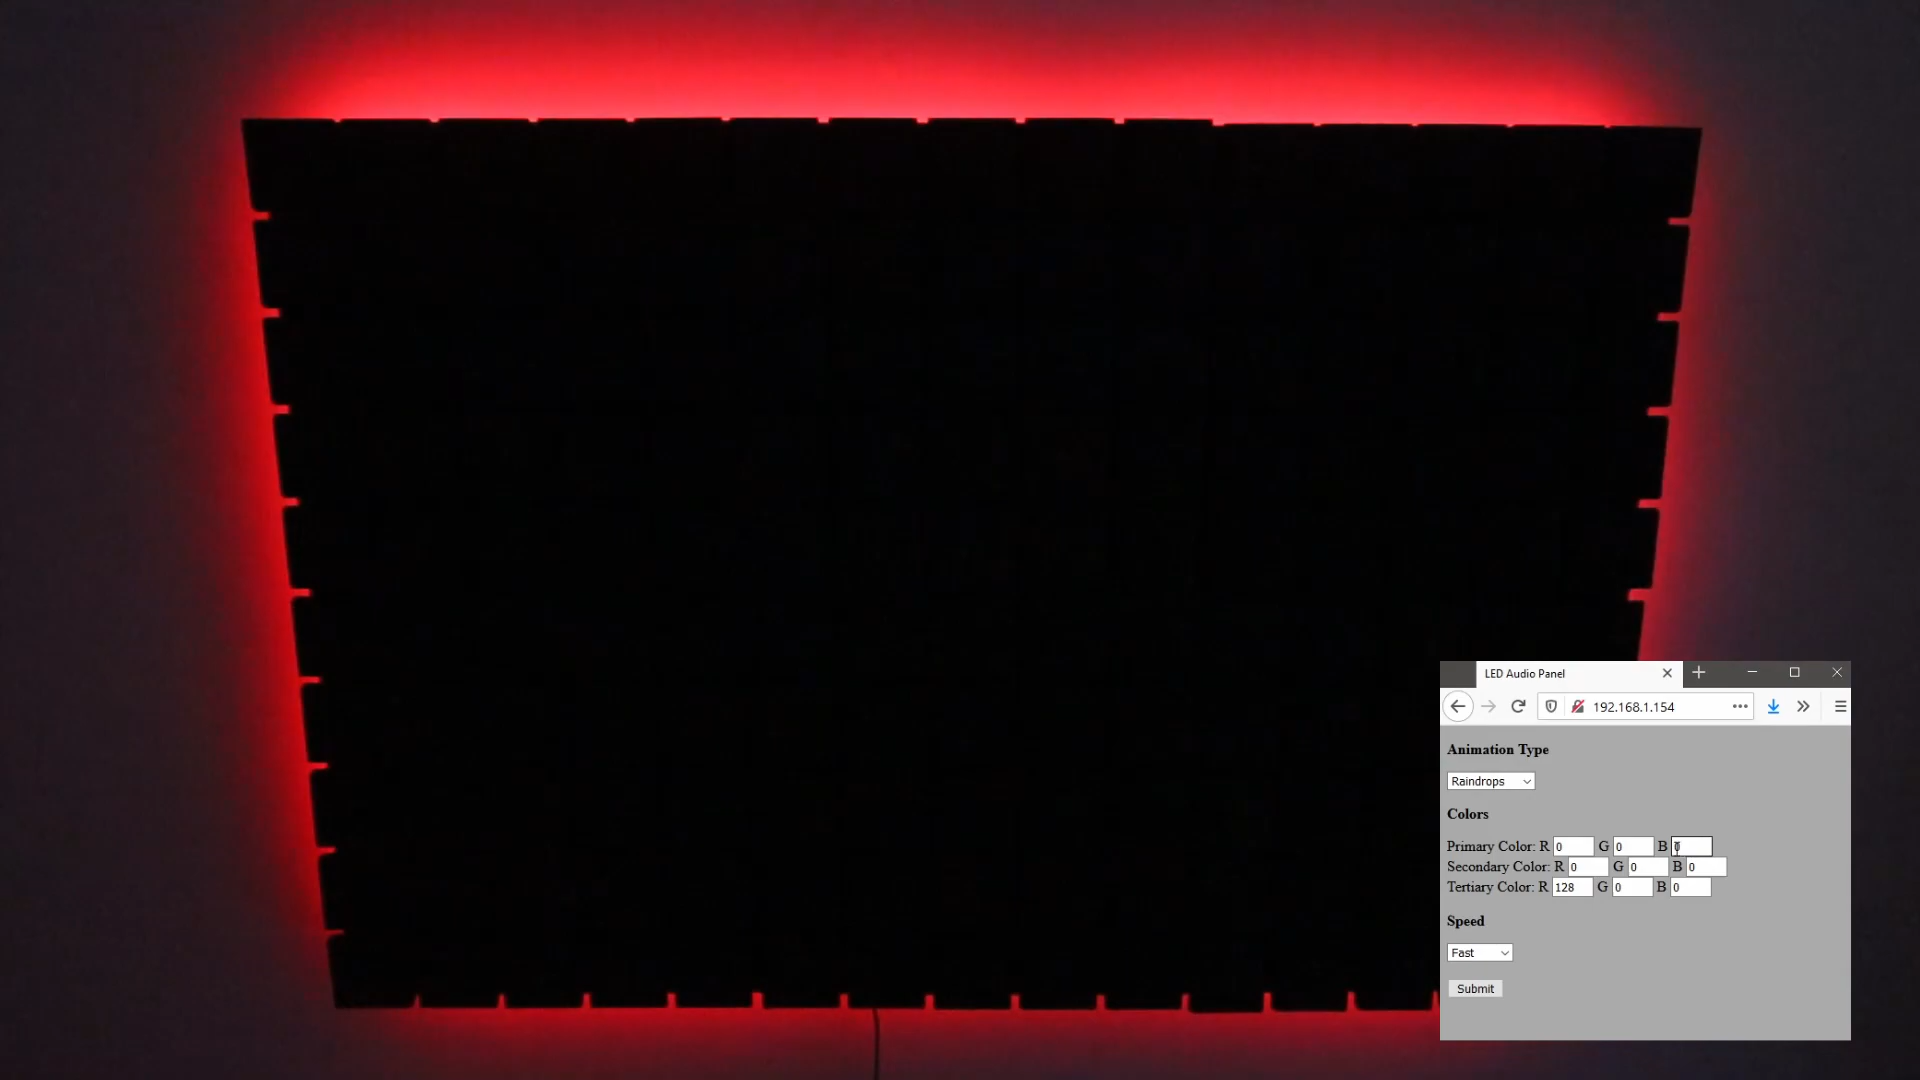 LED Audio Panel
192.168.1.154
Animation Type
Raindrops
Colors
Primary Color: R 0 G 0 B 0
Secondary Color: R 0 G 0 B 0
Tertiary Color: R 128 G 0 B 0
Speed
Fast
Submit